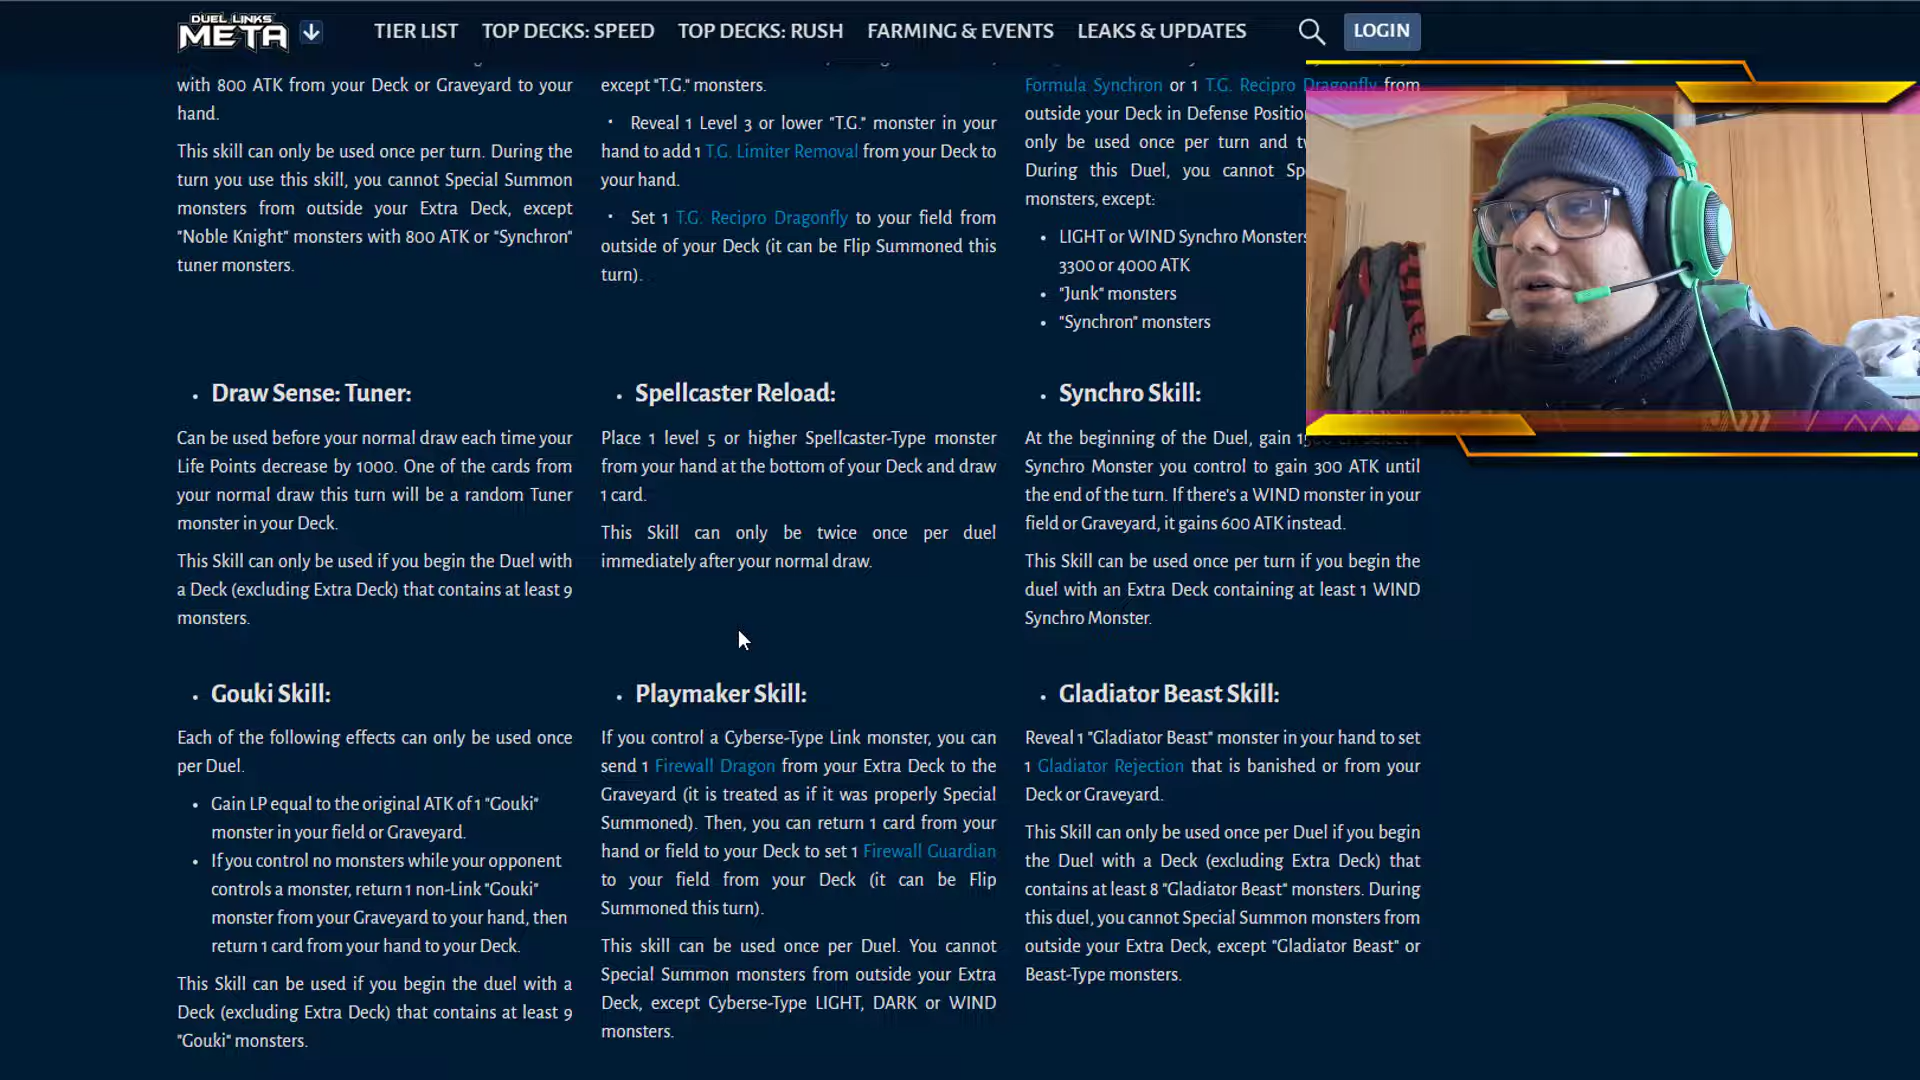 DUEL LINKS
META
TIER LIST
TOP DECKS: SPEED
TOP DECKS: RUSH
FARMING & EVENTS
LEAKS & UPDATES
LOGIN
with 800 ATK from your Deck or Graveyard to your
hand.
This skill can only be used once per turn. During the
turn you use this skill, you cannot Special Summon
monsters from outside your Extra Deck, except
"Noble Knight" monsters with 800 ATK or "Synchron"
tuner monsters.
except "T.G." monsters.
• Reveal 1 Level 3 or lower "T.G." monster in your
hand to add 1 T.G. Limiter Removal from your Deck to
your hand.
• Set 1 T.G. Recipro Dragonfly to your field from
outside of your Deck (it can be Flip Summoned this
turn).
Formula Synchron or 1 T.G. Recipro Dragonfly from
outside your Deck in Defense
only be used once per turn and
During this Duel, you cannot
monsters, except:
• LIGHT or WIND Synchro Monsters
3300 or 4000 ATK
• "Junk" monsters
• "Synchron" monsters
• Draw Sense: Tuner:
Can be used before your normal draw each time your
Life Points decrease by 1000. One of the cards from
your normal draw this turn will be a random Tuner
monster in your Deck.
This Skill can only be used if you begin the Duel with
a Deck (excluding Extra Deck) that contains at least 9
monsters.
• Spellcaster Reload:
Place 1 level 5 or higher Spellcaster-Type monster
from your hand at the bottom of your Deck and draw
1 card.
This Skill can only be twice once per duel
immediately after your normal draw.
• Synchro Skill:
At the beginning of the Duel, gain
Synchro Monster you control to gain 300 ATK until
the end of the turn. If there's a WIND monster in your
field or Graveyard, it gains 600 ATK instead.
This Skill can be used once per turn if you begin the
duel with an Extra Deck containing at least 1 WIND
Synchro Monster.
• Gouki Skill:
Each of the following effects can only be used once
per Duel.
• Gain LP equal to the original ATK of 1 "Gouki"
monster in your field or Graveyard.
• If you control no monsters while your opponent
controls a monster, return 1 non-Link "Gouki"
monster from your Graveyard to your hand, then
return 1 card from your hand to your Deck.
This Skill can be used if you begin the duel with a
Deck (excluding Extra Deck) that contains at least 9
"Gouki" monsters.
• Playmaker Skill:
If you control a Cyberse-Type Link monster, you can
send 1 Firewall Dragon from your Extra Deck to the
Graveyard (it is treated as if it was properly Special
Summoned). Then, you can return 1 card from your
hand or field to your Deck to set 1 Firewall Guardian
to your field from your Deck (it can be Flip
Summoned this turn).
This skill can be used once per Duel. You cannot
Special Summon monsters from outside your Extra
Deck, except Cyberse-Type LIGHT, DARK or WIND
monsters.
• Gladiator Beast Skill:
Reveal 1 "Gladiator Beast" monster in your hand to set
1 Gladiator Rejection that is banished or from your
Deck or Graveyard.
This Skill can only be used once per Duel if you begin
the Duel with a Deck (excluding Extra Deck) that
contains at least 8 "Gladiator Beast" monsters. During
this duel, you cannot Special Summon monsters from
outside your Extra Deck, except "Gladiator Beast" or
Beast-Type monsters.